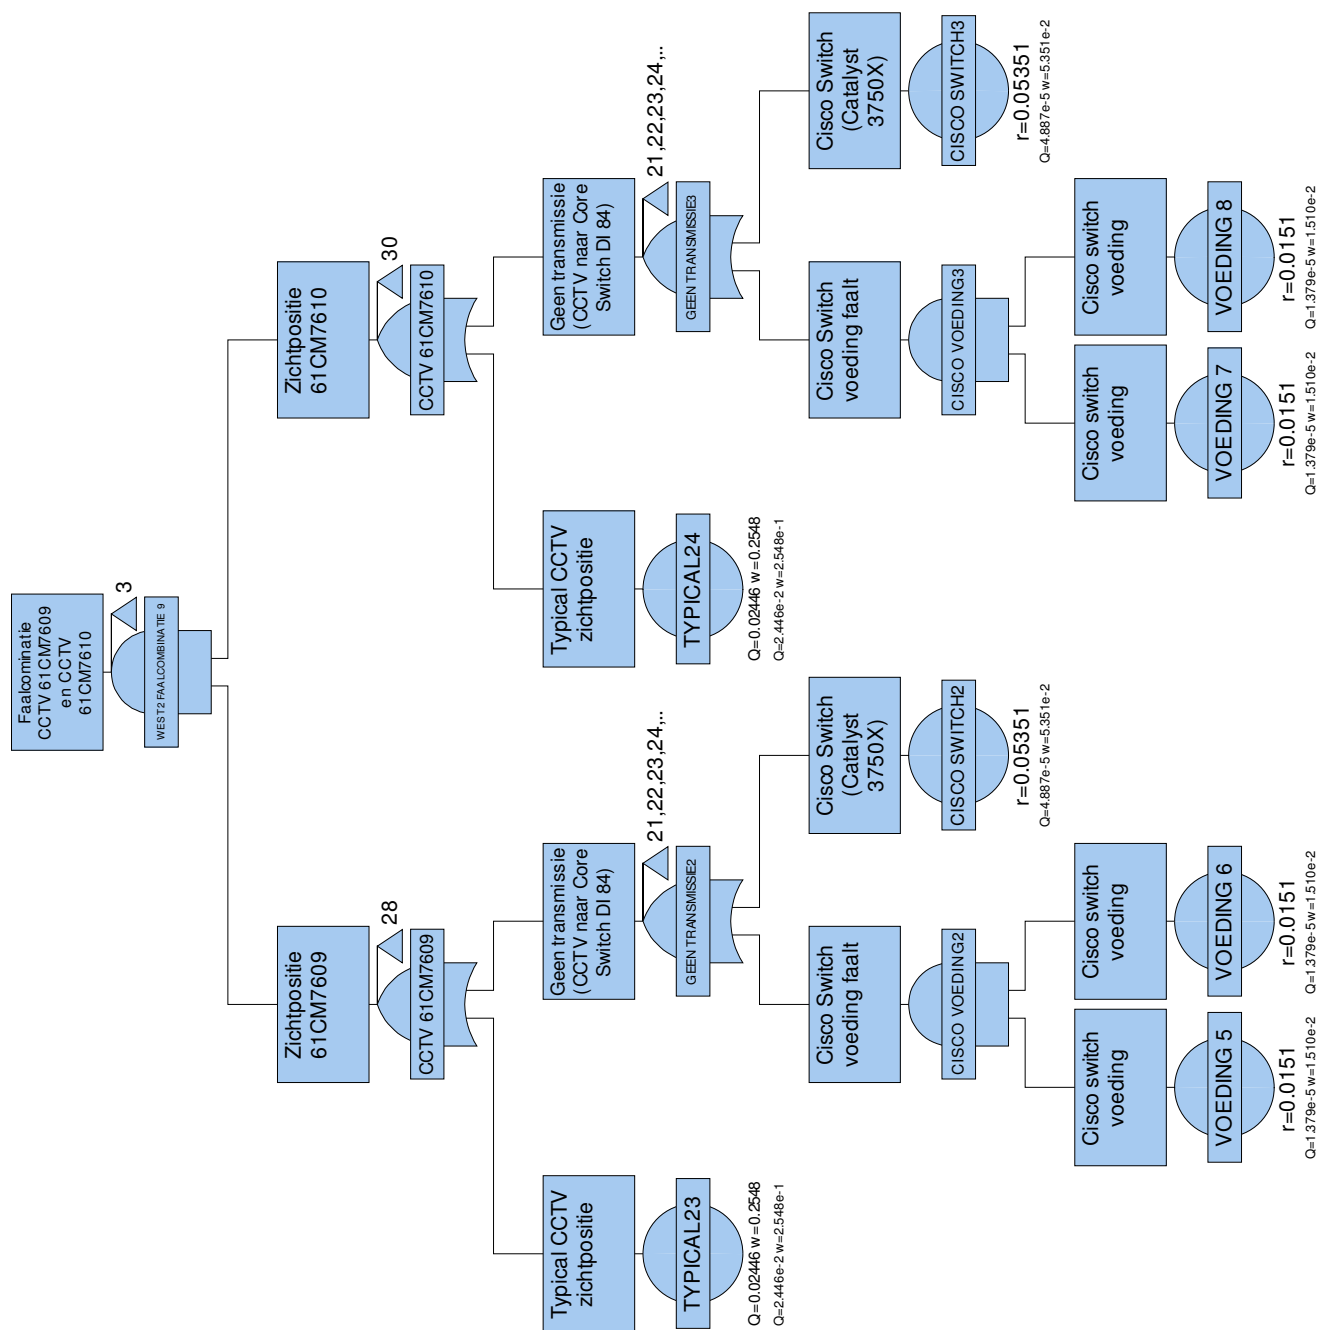 Faalcominatie
CCTV 61CM7609
en CCTV
61CM7610
3
WEST2 FAALCOMBINATIE 9
Zichtpositie
61CM7609
28
CCTV 61CM7609
Zichtpositie
61CM7610
30
CCTV 61CM7610
Typical CCTV
zichtpositie
TYPICAL23
Q=0.02446 w=0.2548
Q=2.446e-2 w=2.548e-1
Geen transmissie
(CCTV naar Core
Switch DI 84)
21,22,23,24,..
GEEN TRANSMISSIE2
Typical CCTV
zichtpositie
TYPICAL24
Q=0.02446 w=0.2548
Q=2.446e-2 w=2.548e-1
Geen transmissie
(CCTV naar Core
Switch DI 84)
21,22,23,24,..
GEEN TRANSMISSIE3
Cisco Switch
voeding faalt
CISCO VOEDING2
Cisco Switch
(Catalyst
3750X)
CISCO SWITCH2
r=0.05351
Q=4.887e-5 w=5.351e-2
Cisco Switch
voeding faalt
CISCO VOEDING3
Cisco Switch
(Catalyst
3750X)
CISCO SWITCH3
r=0.05351
Q=4.887e-5 w=5.351e-2
Cisco switch
voeding
VOEDING 5
r=0.0151
Q=1.379e-5 w=1.510e-2
Cisco switch
voeding
VOEDING 6
r=0.0151
Q=1.379e-5 w=1.510e-2
Cisco switch
voeding
VOEDING 7
r=0.0151
Q=1.379e-5 w=1.510e-2
Cisco switch
voeding
VOEDING 8
r=0.0151
Q=1.379e-5 w=1.510e-2